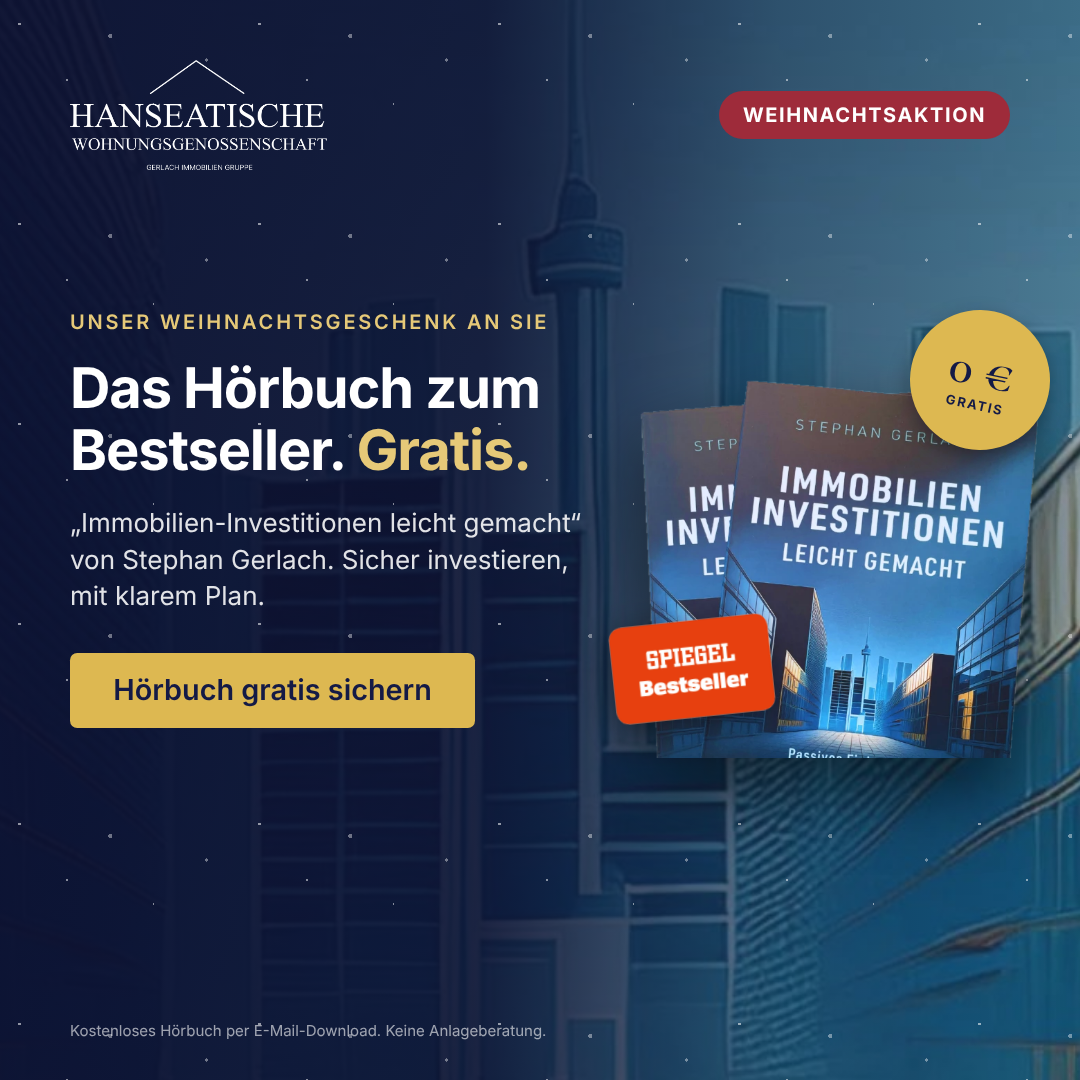 HANSEATISCHE
WOHNUNGSGENOSSENSCHAFT
GERLACH IMMOBILIEN GRUPPE
WEIHNACHTSAKTION
UNSER WEIHNACHTSGESCHENK AN SIE
Das Hörbuch zum
Bestseller. Gratis.
„Immobilien-Investitionen leicht gemacht“
von Stephan Gerlach. Sicher investieren,
mit klarem Plan.
Hörbuch gratis sichern
0 €
GRATIS
STEPHAN
IMMOBILIEN
INVESTITIONEN
LEICHT GEMACHT
SPIEGEL
Bestseller
Kostenloses Hörbuch per E-Mail-Download. Keine Anlageberatung.